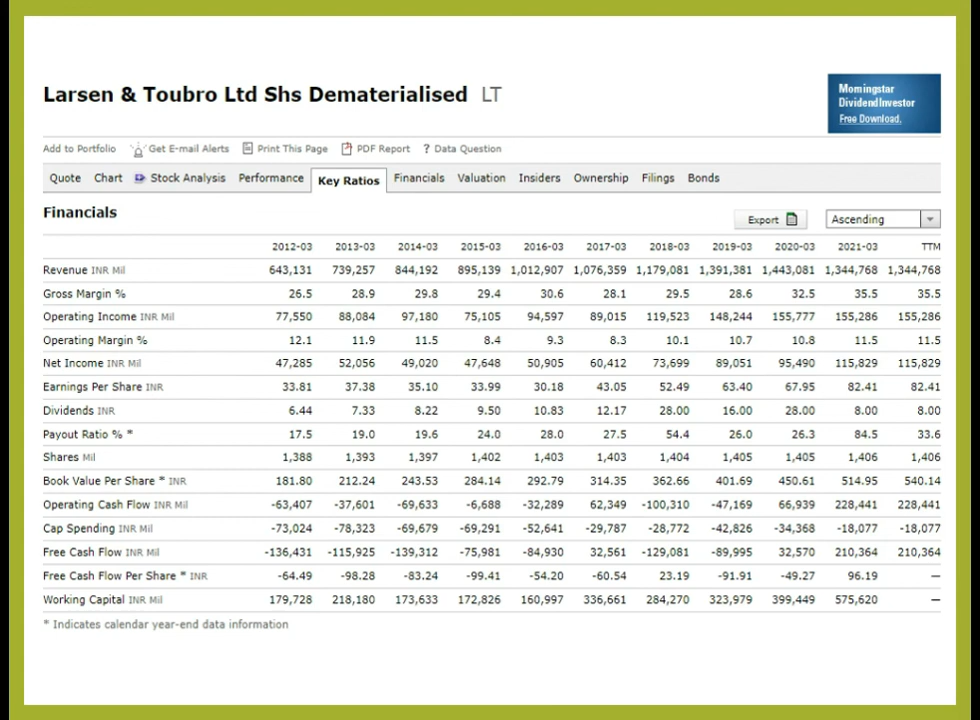 Larsen & Toubro Ltd Shs Dematerialised LT
Morningstar
DividendInvestor
Free Download.
Add to Portfolio Get E-mail Alerts Print This Page PDF Report ? Data Question
Quote Chart Stock Analysis Performance Key Ratios Financials Valuation Insiders Ownership Filings Bonds
Financials
Export Ascending
2012-03 2013-03 2014-03 2015-03 2016-03 2017-03 2018-03 2019-03 2020-03 2021-03 TTM
Revenue INR Mil 643,131 739,257 844,192 895,139 1,012,907 1,076,359 1,179,081 1,391,381 1,443,081 1,344,768 1,344,768
Gross Margin % 26.5 28.9 29.8 29.4 30.6 28.1 29.5 28.6 32.5 35.5 35.5
Operating Income INR Mil 77,550 88,084 97,180 75,105 94,597 89,015 119,523 148,244 155,777 155,286 155,286
Operating Margin % 12.1 11.9 11.5 8.4 9.3 8.3 10.1 10.7 10.8 11.5 11.5
Net Income INR Mil 47,285 52,056 49,020 47,648 50,905 60,412 73,699 89,051 95,490 115,829 115,829
Earnings Per Share INR 33.81 37.38 35.10 33.99 30.18 43.05 52.49 63.40 67.95 82.41 82.41
Dividends INR 6.44 7.33 8.22 9.50 10.83 12.17 28.00 16.00 28.00 8.00 8.00
Payout Ratio % * 17.5 19.0 19.6 24.0 28.0 27.5 54.4 26.0 26.3 84.5 33.6
Shares Mil 1,388 1,393 1,397 1,402 1,403 1,403 1,404 1,405 1,405 1,406 1,406
Book Value Per Share * INR 181.80 212.24 243.53 284.14 292.79 314.35 362.66 401.69 450.61 514.95 540.14
Operating Cash Flow INR Mil -63,407 -37,601 -69,633 -6,688 -32,289 62,349 -100,310 -47,169 66,939 228,441 228,441
Cap Spending INR Mil -73,024 -78,323 -69,679 -69,291 -52,641 -29,787 -28,772 -42,826 -34,368 -18,077 -18,077
Free Cash Flow INR Mil -136,431 -115,925 -139,312 -75,981 -84,930 32,561 -129,081 -89,995 32,570 210,364 210,364
Free Cash Flow Per Share * INR -64.49 -98.28 -83.24 -99.41 -54.20 -60.54 23.19 -91.91 -49.27 96.19 —
Working Capital INR Mil 179,728 218,180 173,633 172,826 160,997 336,661 284,270 323,979 399,449 575,620 —
* Indicates calendar year-end data information